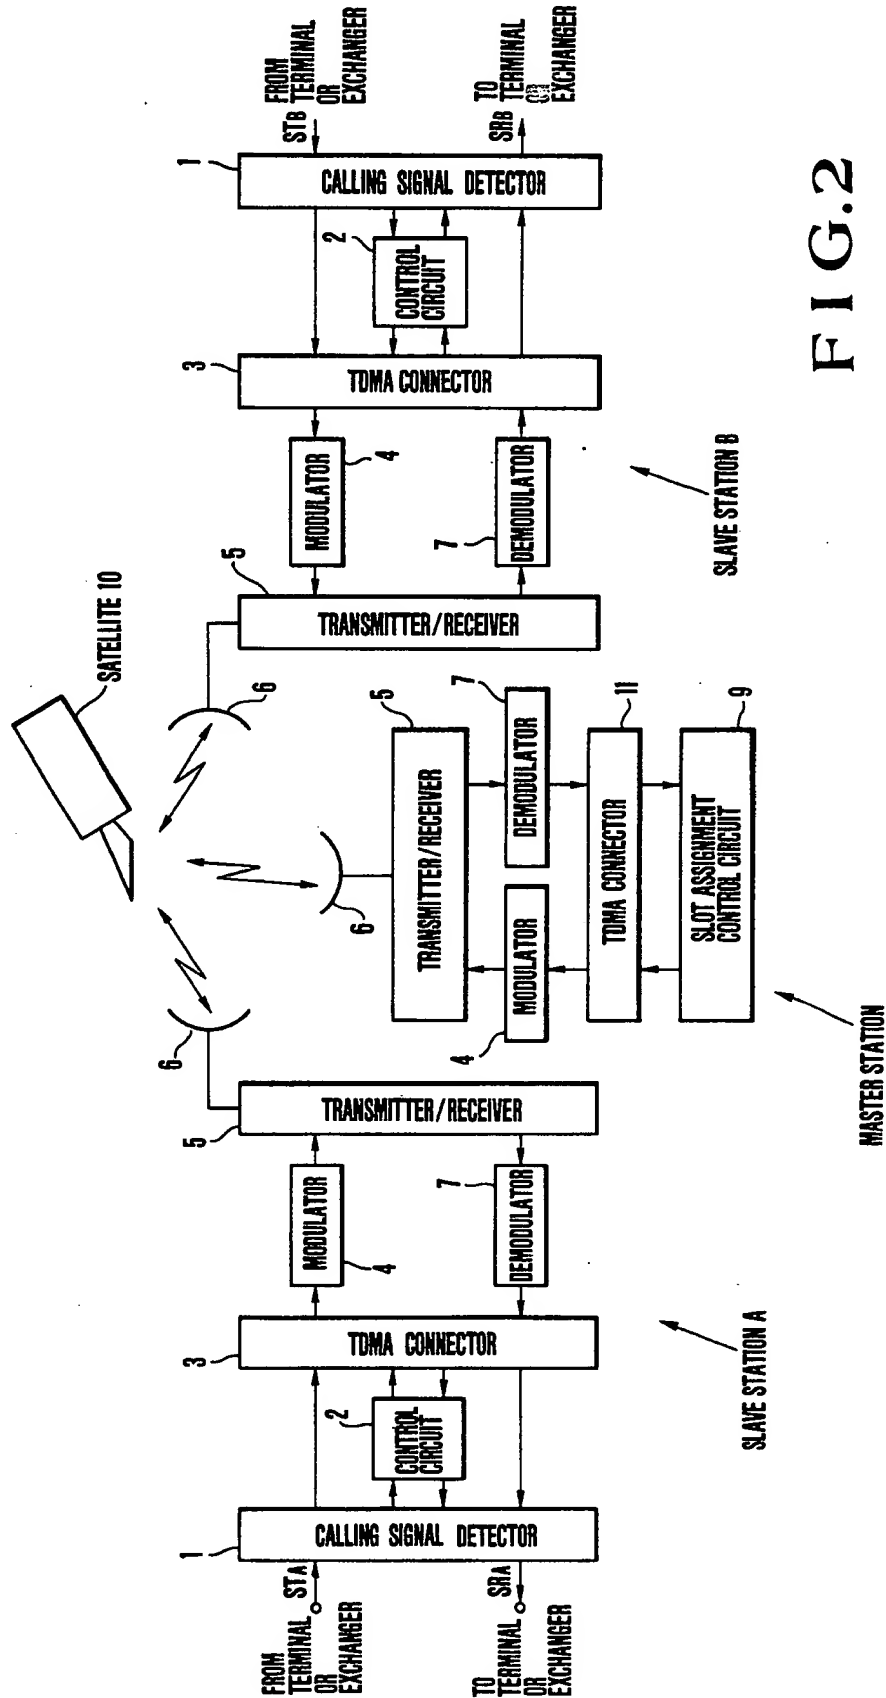 SATELLITE 10
6
6
6
FROM
TERMINAL
OR
EXCHANGER
STA
SRA
TO
TERMINAL
OR
EXCHANGER
1
CALLING SIGNAL DETECTOR
2
CONTROL
CIRCUIT
3
TDMA CONNECTOR
MODULATOR
4
7
DEMODULATOR
5
TRANSMITTER/RECEIVER
SLAVE STATION A
5
TRANSMITTER/RECEIVER
4
MODULATOR
7
DEMODULATOR
TDMA CONNECTOR
11
SLOT ASSIGNMENT
CONTROL CIRCUIT
9
MASTER STATION
5
TRANSMITTER/RECEIVER
MODULATOR
4
7
DEMODULATOR
3
TDMA CONNECTOR
2
CONTROL
CIRCUIT
1
CALLING SIGNAL DETECTOR
STB
SRB
FROM
TERMINAL
OR
EXCHANGER
TO
TERMINAL
OR
EXCHANGER
SLAVE STATION B
FIG.2